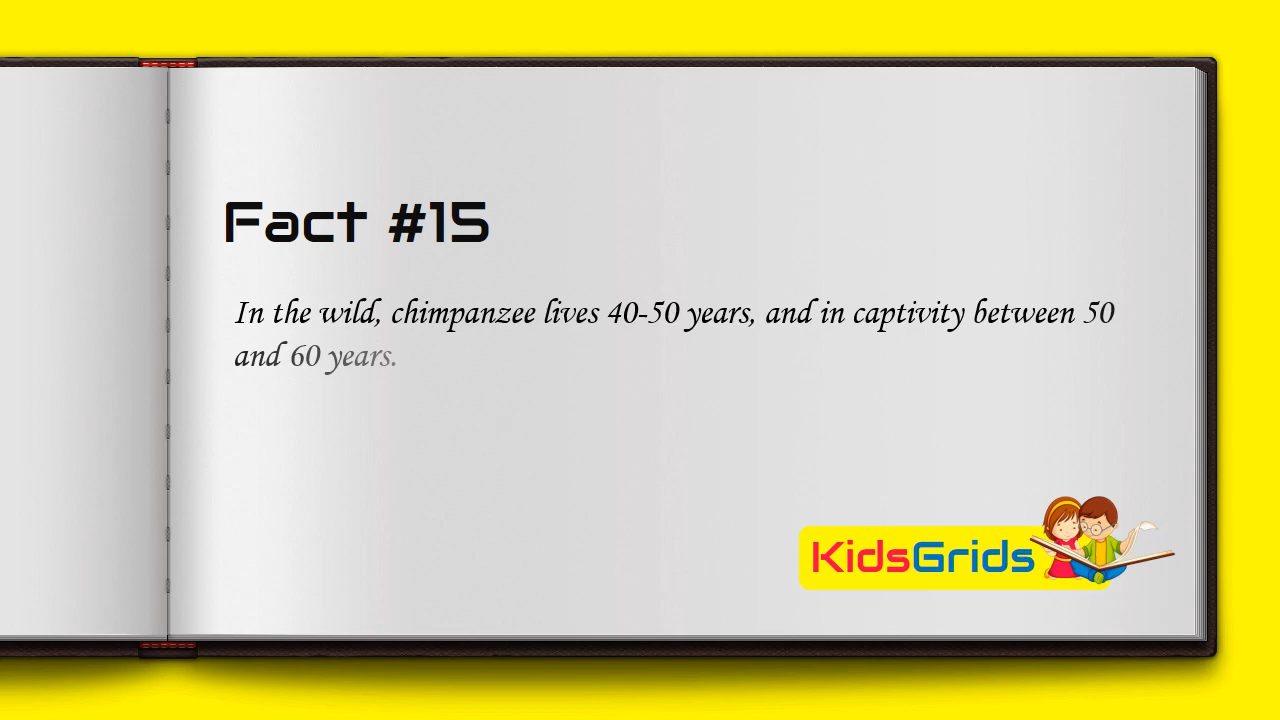 Fact #15
In the wild, chimpanzee lives 40-50 years, and in captivity between 50
and 60 years.
KidsGrids